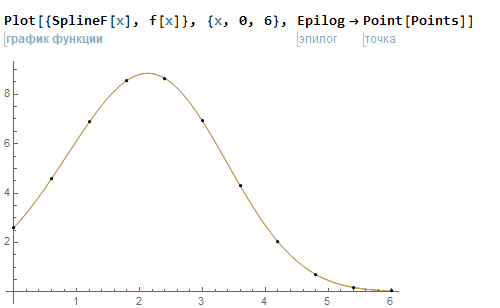 Plot[{SplineF[x], f[x]}, {x, 0, 6}, Epilog → Point[Points]]
график функции эпилог точка
8
6
4
2
1 2 3 4 5 6